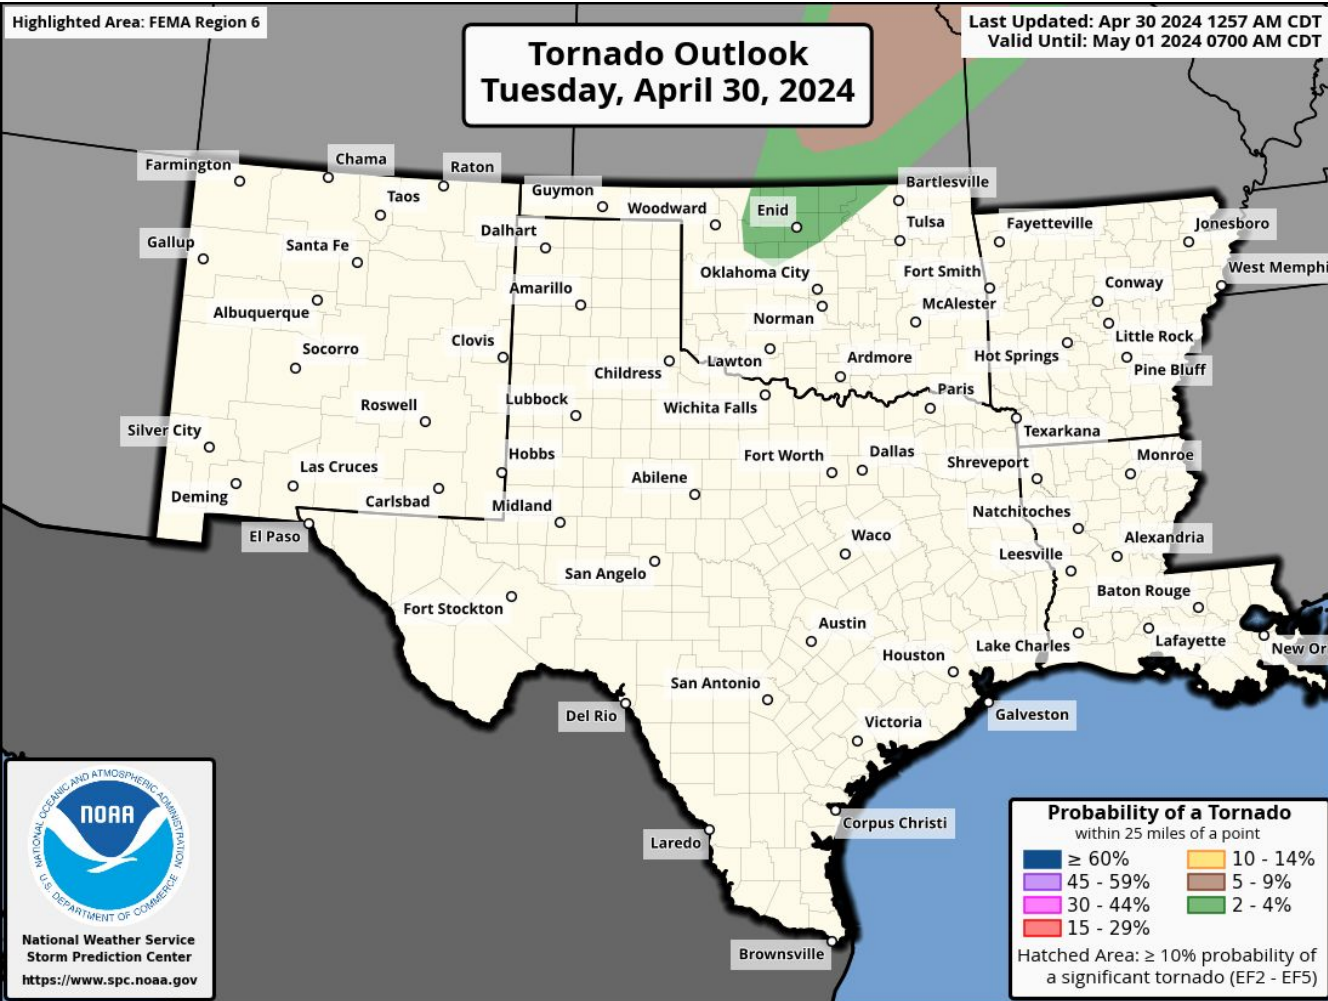 Highlighted Area: FEMA Region 6
Last Updated: Apr 30 2024 1257 AM CDT
Valid Until: May 01 2024 0700 AM CDT
Tornado Outlook
Tuesday, April 30, 2024
Farmington
Chama
Raton
Taos
Guymon
Woodward
Enid
Bartlesville
Gallup
Santa Fe
Dalhart
Tulsa
Fayetteville
Jonesboro
Oklahoma City
Fort Smith
West Memphi
Amarillo
Conway
Albuquerque
Norman
McAlester
Socorro
Clovis
Little Rock
Childress
Lawton
Ardmore
Hot Springs
Pine Bluff
Roswell
Lubbock
Wichita Falls
Paris
Silver City
Texarkana
Las Cruces
Hobbs
Fort Worth
Dallas
Shreveport
Monroe
Deming
Carlsbad
Midland
Abilene
Natchitoches
El Paso
Waco
Leesville
Alexandria
San Angelo
Baton Rouge
Fort Stockton
Austin
Lake Charles
Lafayette
New Or
Houston
San Antonio
Del Rio
Victoria
Galveston
Corpus Christi
Laredo
Brownsville
NATIONAL OCEANIC AND ATMOSPHERIC ADMINISTRATION
NOAA
U.S. DEPARTMENT OF COMMERCE
National Weather Service
Storm Prediction Center
https://www.spc.noaa.gov
Probability of a Tornado
within 25 miles of a point
≥ 60%
10 - 14%
45 - 59%
5 - 9%
30 - 44%
2 - 4%
15 - 29%
Hatched Area: ≥ 10% probability of
a significant tornado (EF2 - EF5)